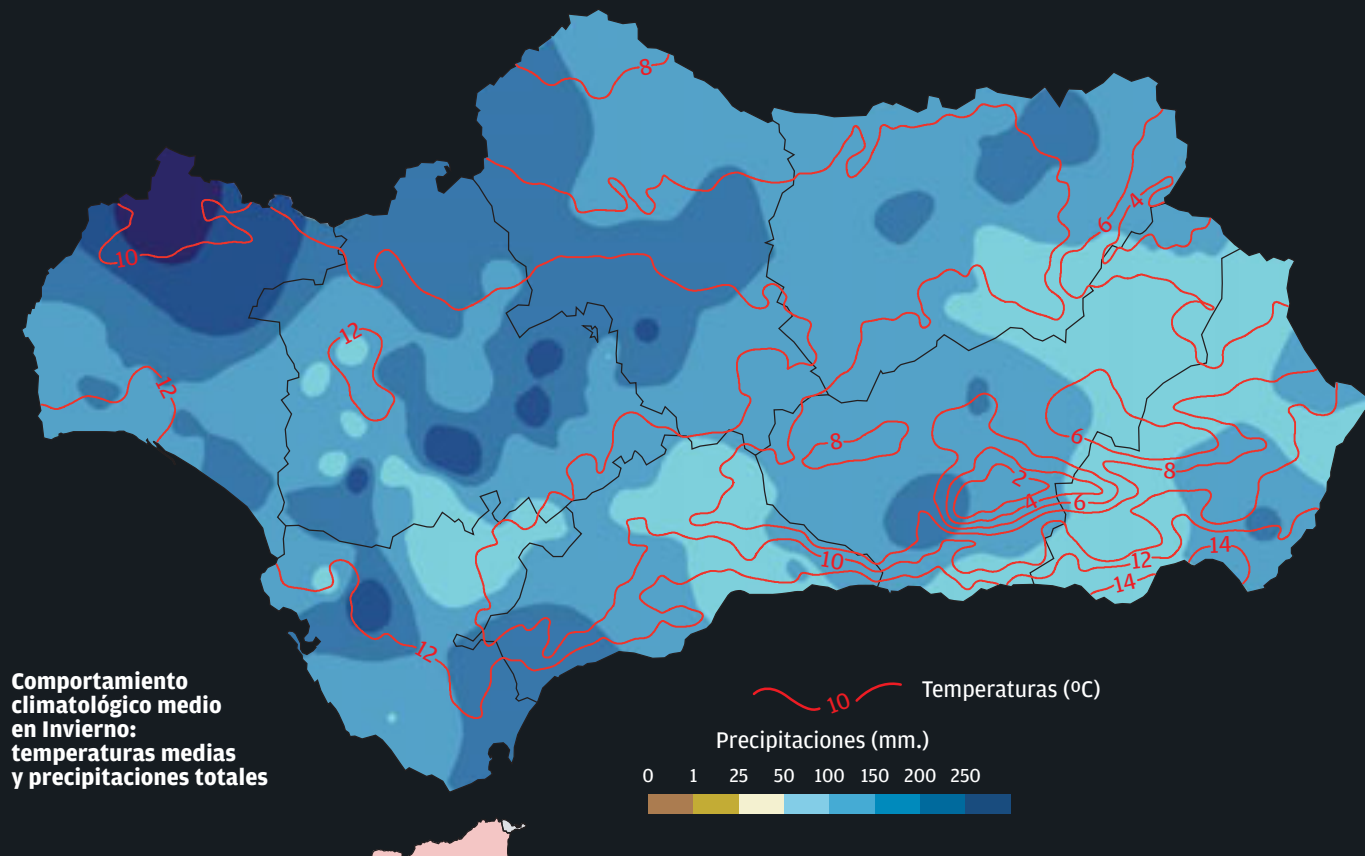 8
4
6
10
12
12
8
6
2
8
4
6
14
10
12
14
12
Comportamiento
climatológico medio
en Invierno:
temperaturas medias
y precipitaciones totales
10 Temperaturas (ºC)
Precipitaciones (mm.)
0 1 25 50 100 150 200 250